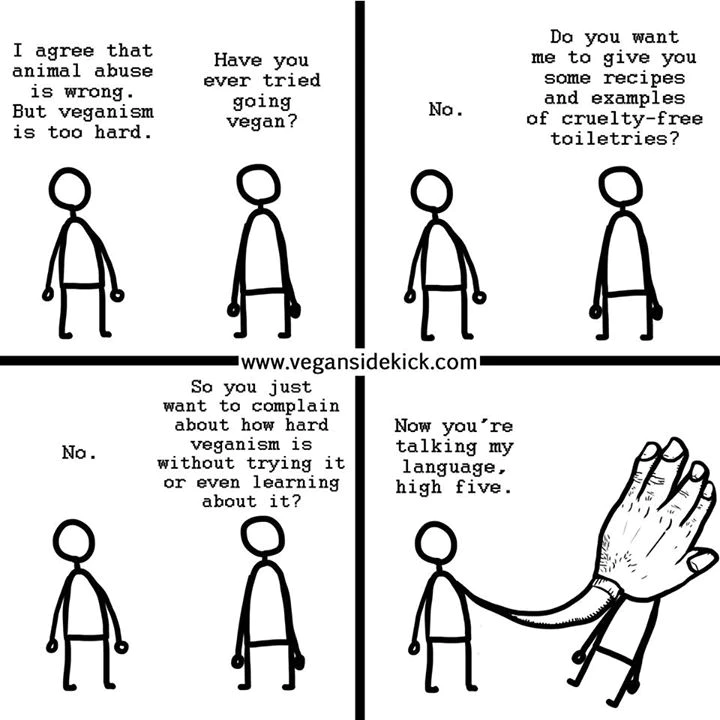 I agree that
animal abuse
is wrong.
But veganism
is too hard.
Have you
ever tried
going
vegan?
No.
Do you want
me to give you
some recipes
and examples
of cruelty-free
toiletries?
www.vegansidekick.com
No.
So you just
want to complain
about how hard
veganism is
without trying it
or even learning
about it?
Now you're
talking my
language,
high five.